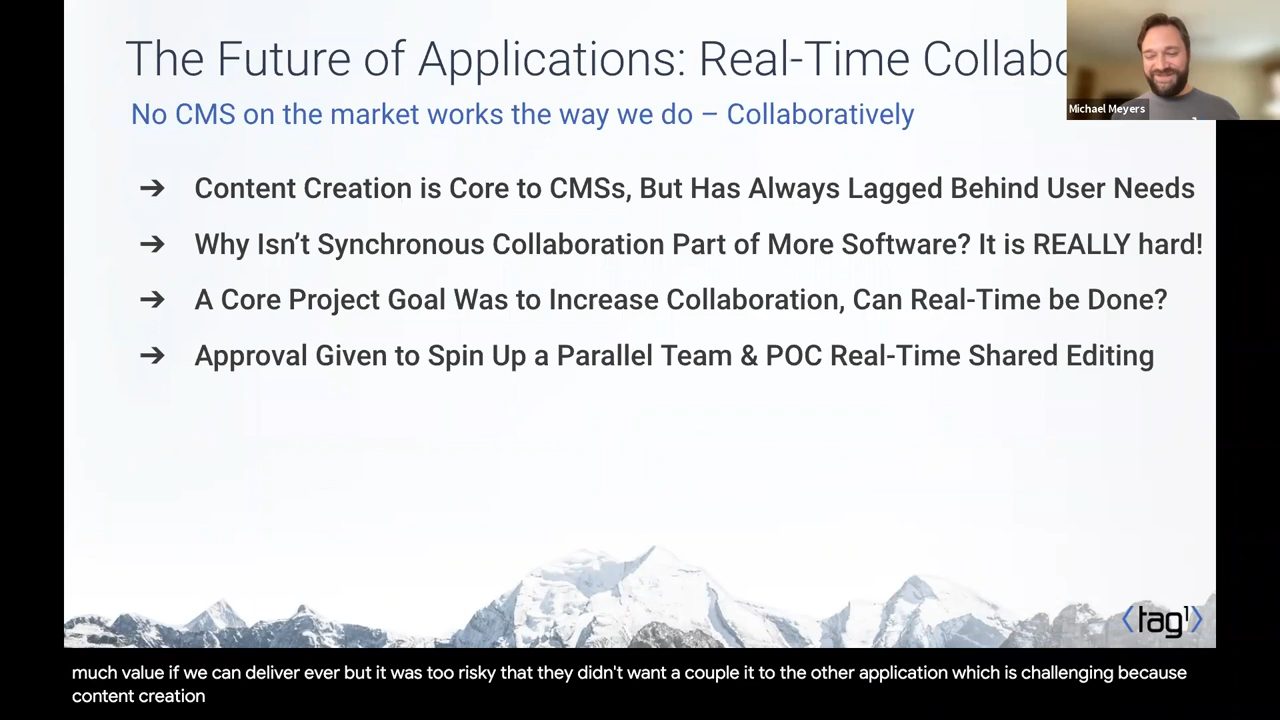 The Future of Applications: Real-Time Collabo
Michael Meyers
No CMS on the market works the way we do – Collaboratively
➔ Content Creation is Core to CMSs, But Has Always Lagged Behind User Needs
➔ Why Isn’t Synchronous Collaboration Part of More Software? It is REALLY hard!
➔ A Core Project Goal Was to Increase Collaboration, Can Real-Time be Done?
➔ Approval Given to Spin Up a Parallel Team & POC Real-Time Shared Editing
⟨tag1⟩
much value if we can deliver ever but it was too risky that they didn't want a couple it to the other application which is challenging because
content creation